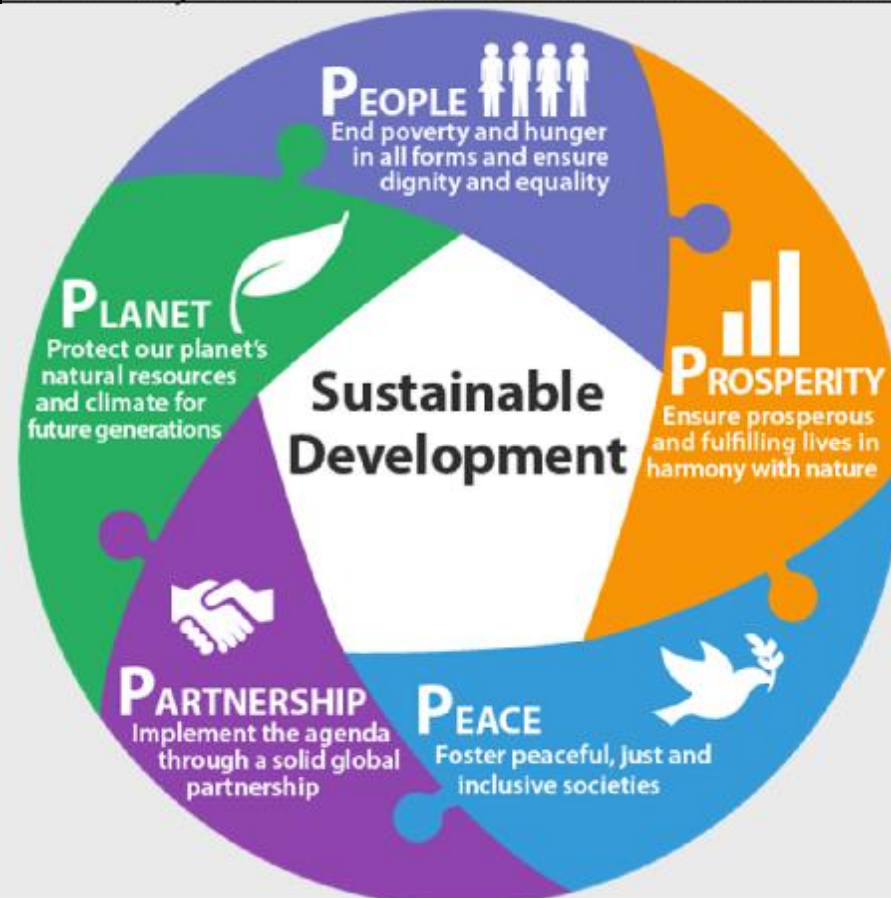 PEOPLE
End poverty and hunger
in all forms and ensure
dignity and equality
PROSPERITY
Ensure prosperous
and fulfilling lives in
harmony with nature
PEACE
Foster peaceful, just and
inclusive societies
PARTNERSHIP
Implement the agenda
through a solid global
partnership
PLANET
Protect our planet's
natural resources
and climate for
future generations
Sustainable
Development